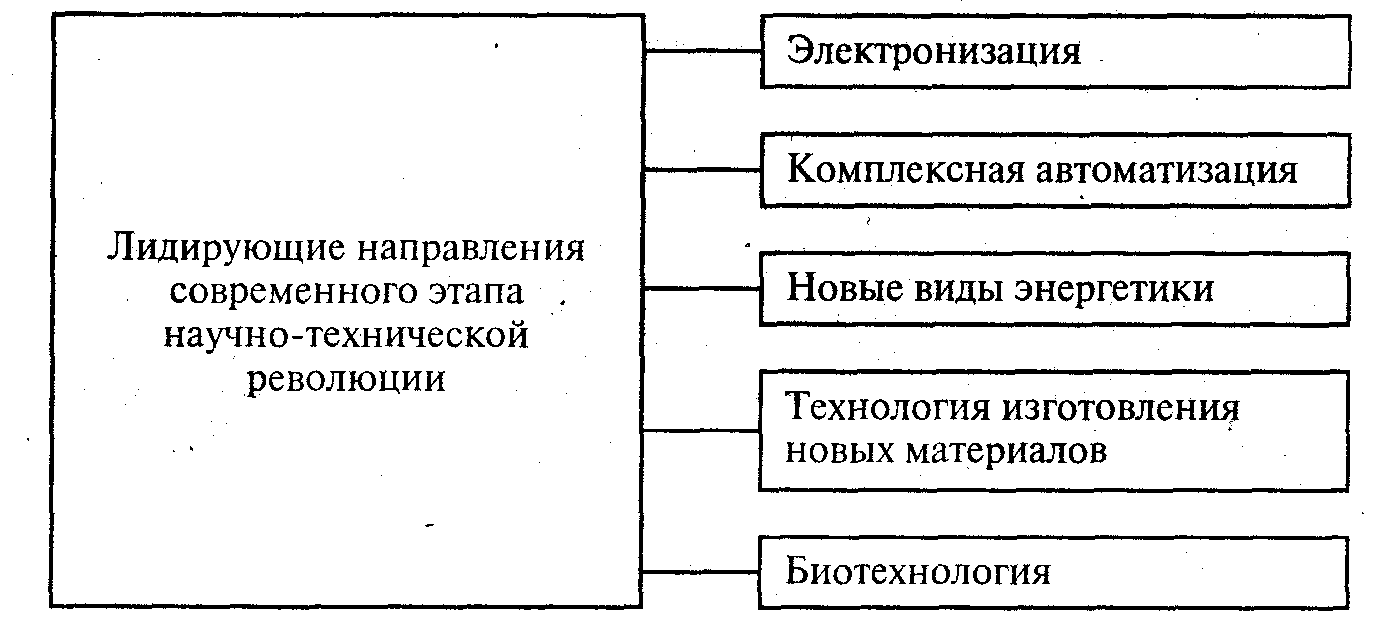 Лидирующие направления
современного этапа
научно-технической
революции
Электронизация
Комплексная автоматизация
Новые виды энергетики
Технология изготовления
новых материалов
Биотехнология